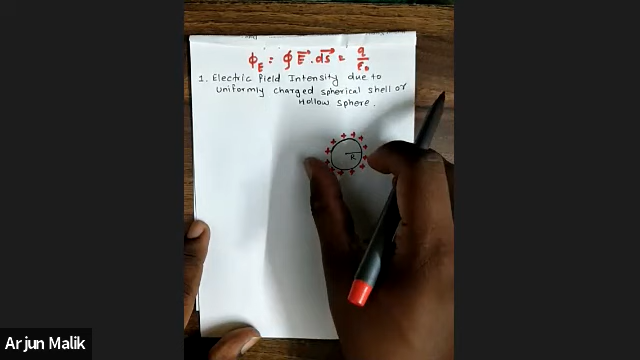 ϕE = ∮ E⃗ . ds⃗ = q/ε₀
1. Electric field Intensity due to
uniformly charged spherical shell or
Hollow sphere.
R
Arjun Malik